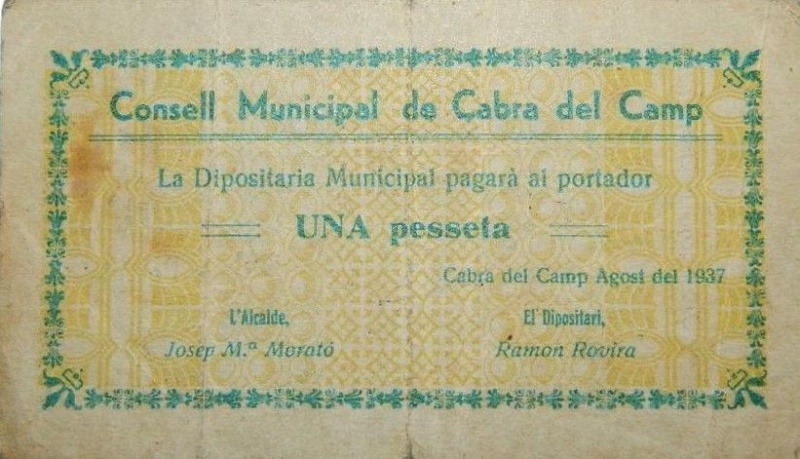 Consell Municipal de Cabra del Camp
La Dipositaria Municipal pagarà al portador
UNA pesseta
Cabra del Camp Agost del 1937
L'Alcalde,
El Dipositari,
Josep M.ª Morató
Ramon Rovira